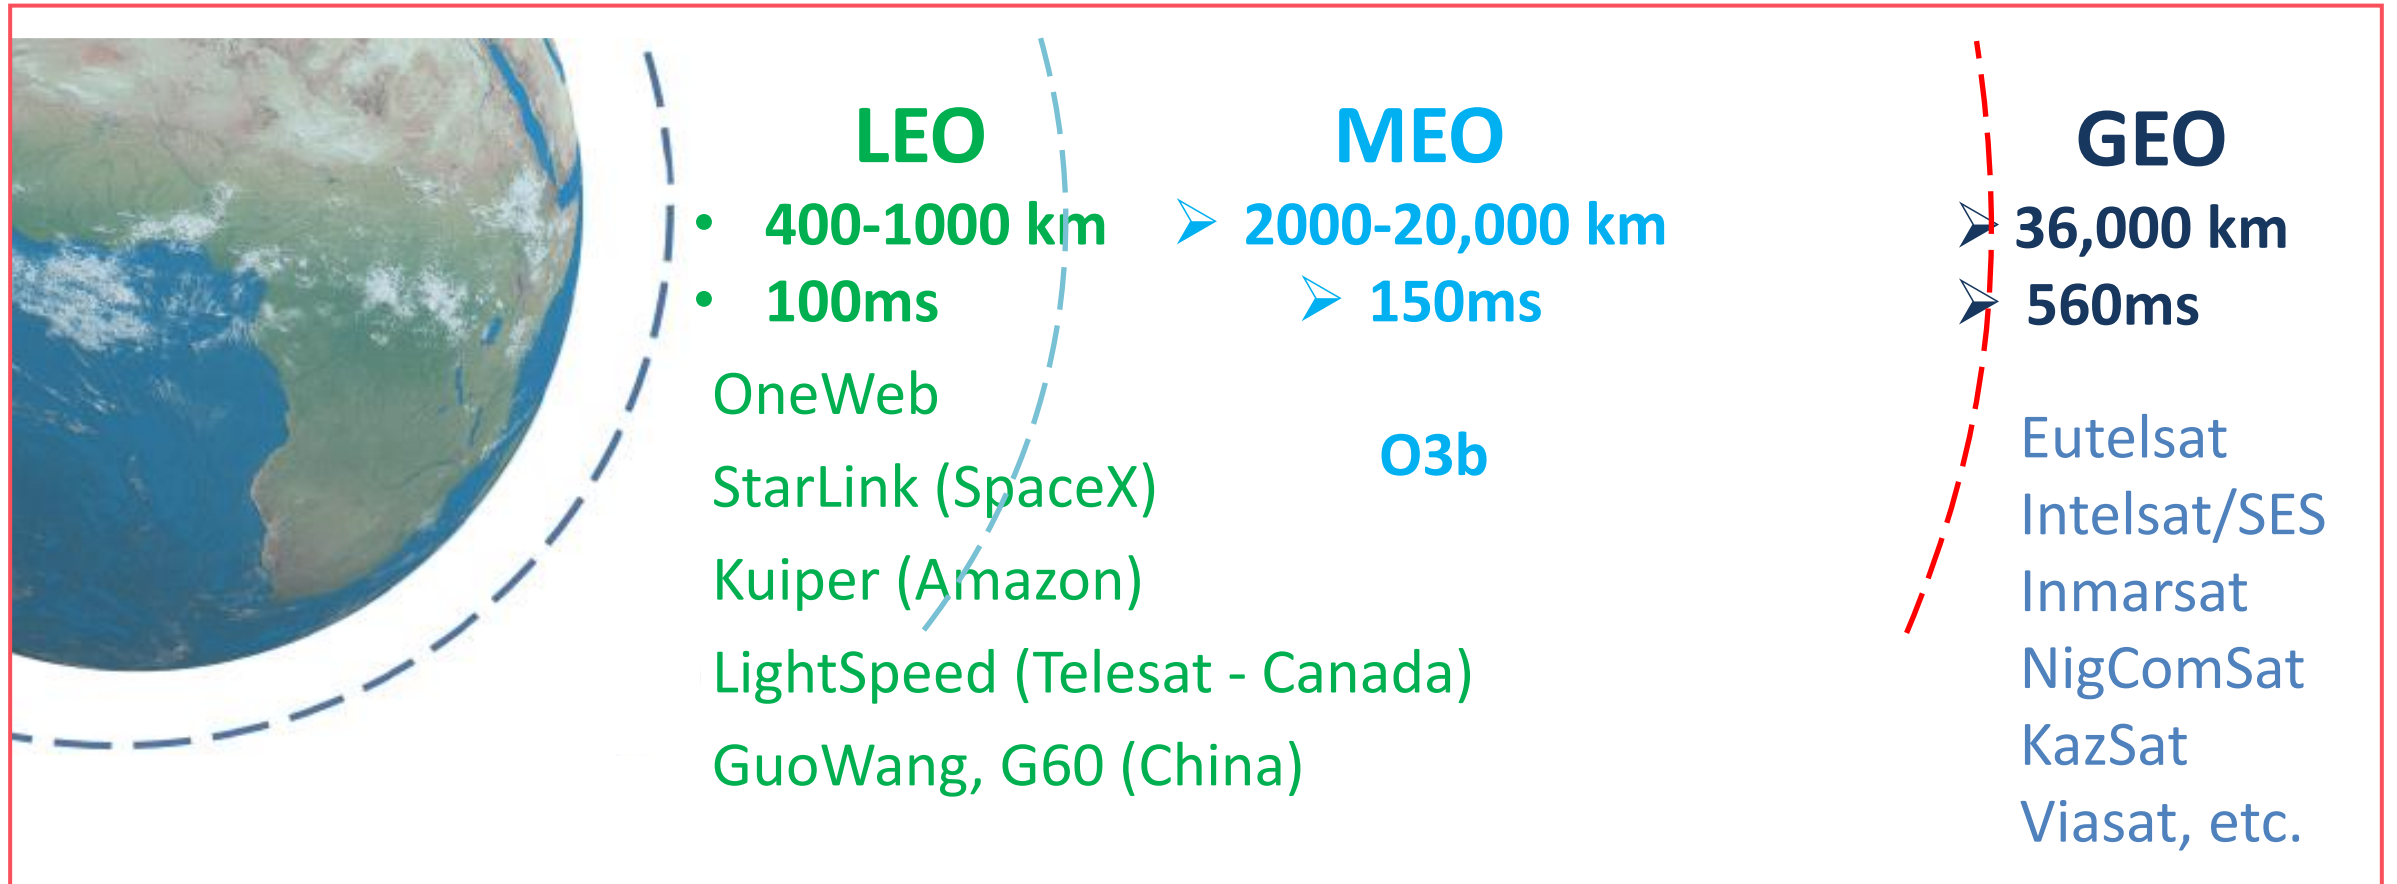 LEO
• 400-1000 km
• 100ms
OneWeb
StarLink (SpaceX)
Kuiper (Amazon)
LightSpeed (Telesat - Canada)
GuoWang, G60 (China)
MEO
➢ 2000-20,000 km
➢ 150ms
O3b
GEO
➢ 36,000 km
➢ 560ms
Eutelsat
Intelsat/SES
Inmarsat
NigComSat
KazSat
Viasat, etc.